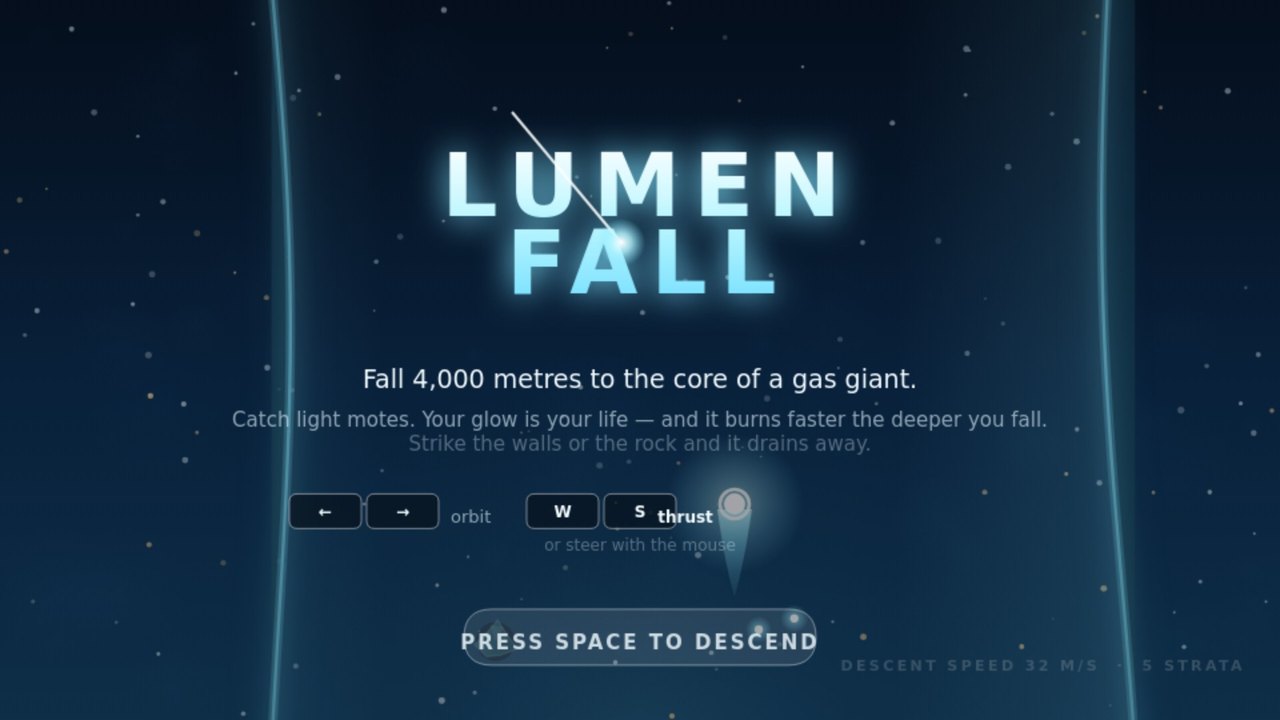 LUMEN
FALL
Fall 4,000 metres to the core of a gas giant.
Catch light motes. Your glow is your life — and it burns faster the deeper you fall.
Strike the walls or the rock and it drains away.
← → orbit W S thrust
or steer with the mouse
PRESS SPACE TO DESCEND
DESCENT SPEED 32 M/S · 5 STRATA